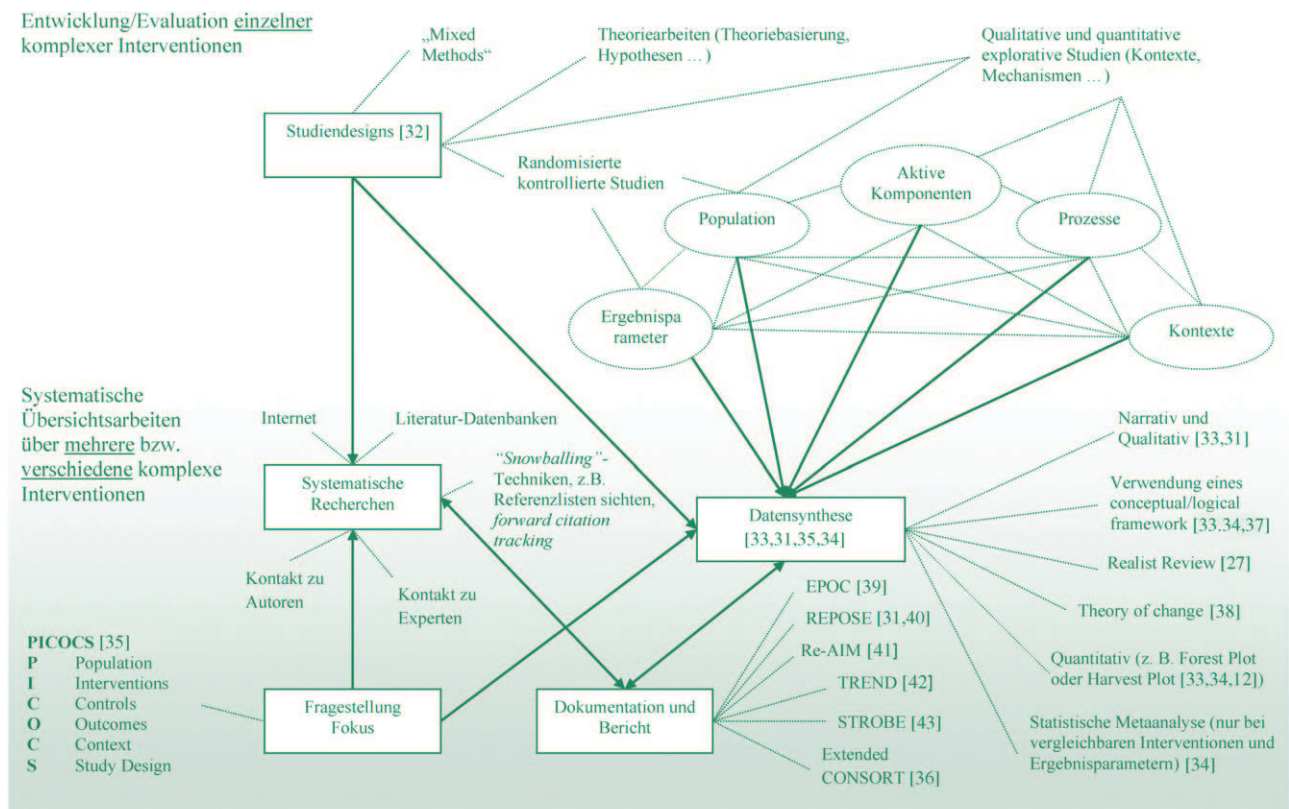 Entwicklung/Evaluation einzelner
komplexer Interventionen
„Mixed
Methods“
Theoriearbeiten (Theoriebasierung,
Hypothesen …)
Qualitative und quantitative
explorative Studien (Kontexte,
Mechanismen …)
Studiendesigns [32]
Randomisierte
kontrollierte Studien
Aktive
Komponenten
Population
Prozesse
Ergebnispa
rameter
Kontexte
Systematische
Übersichtsarbeiten
über mehrere bzw.
verschiedene komplexe
Interventionen
Internet
Literatur-Datenbanken
Systematische
Recherchen
“Snowballing”-
Techniken, z.B.
Referenzlisten sichten,
forward citation
tracking
Kontakt zu
Autoren
Kontakt zu
Experten
Datensynthese
[33,31,35,34]
Narrativ und
Qualitativ [33,31]
Verwendung eines
conceptual/logical
framework [33.34,37]
Realist Review [27]
Theory of change [38]
Quantitativ (z. B. Forest Plot
oder Harvest Plot [33,34,12])
Statistische Metaanalyse (nur bei
vergleichbaren Interventionen und
Ergebnisparametern) [34]
EPOC [39]
REPOSE [31,40]
Re-AIM [41]
TREND [42]
STROBE [43]
Extended
CONSORT [36]
PICOCS [35]
P Population
I Interventions
C Controls
O Outcomes
C Context
S Study Design
Fragestellung
Fokus
Dokumentation und
Bericht